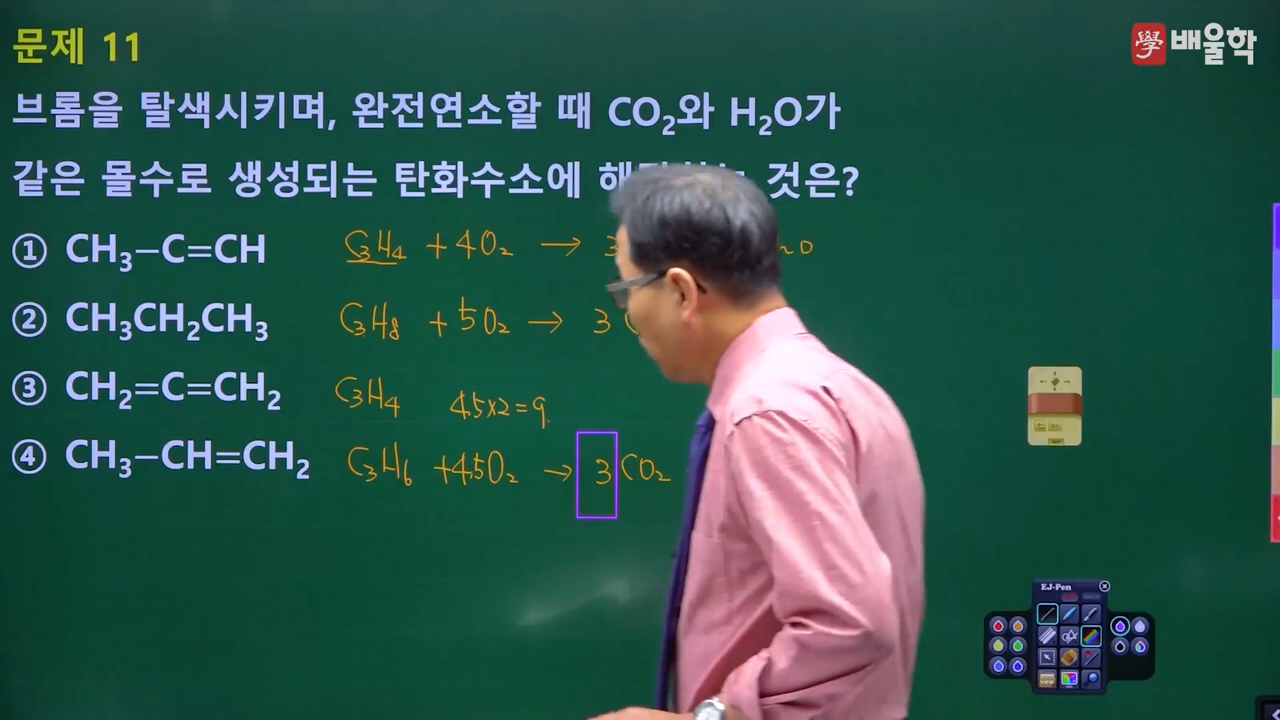 문제 11
學 배울학
브롬을 탈색시키며, 완전연소할 때 CO₂와 H₂O가
같은 몰수로 생성되는 탄화수소에 것은?
① CH₃−C=CH C₃H₄ + 4O₂ → 3
② CH₃CH₂CH₃ C₃H₈ + 5O₂ → 3
③ CH₂=C=CH₂ C₃H₄ 4.5×2=9.
④ CH₃−CH=CH₂ C₃H₆ +4.5O₂ → 3CO₂
EJ-Pen